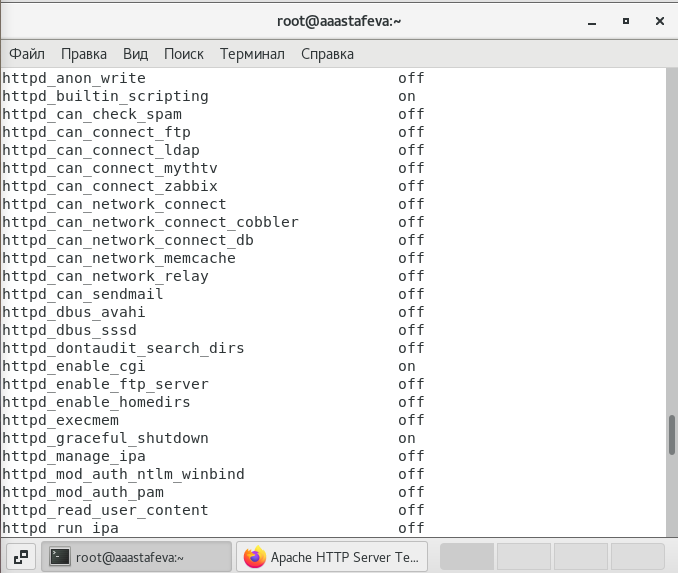 root@aaastafeva:~
Файл Правка Вид Поиск Терминал Справка
httpd_anon_write off
httpd_builtin_scripting on
httpd_can_check_spam off
httpd_can_connect_ftp off
httpd_can_connect_ldap off
httpd_can_connect_mythtv off
httpd_can_connect_zabbix off
httpd_can_network_connect off
httpd_can_network_connect_cobbler off
httpd_can_network_connect_db off
httpd_can_network_memcache off
httpd_can_network_relay off
httpd_can_sendmail off
httpd_dbus_avahi off
httpd_dbus_sssd off
httpd_dontaudit_search_dirs off
httpd_enable_cgi on
httpd_enable_ftp_server off
httpd_enable_homedirs off
httpd_execmem off
httpd_graceful_shutdown on
httpd_manage_ipa off
httpd_mod_auth_ntlm_winbind off
httpd_mod_auth_pam off
httpd_read_user_content off
httpd_run_ipa off
root@aaastafeva:~ Apache HTTP Server Te...